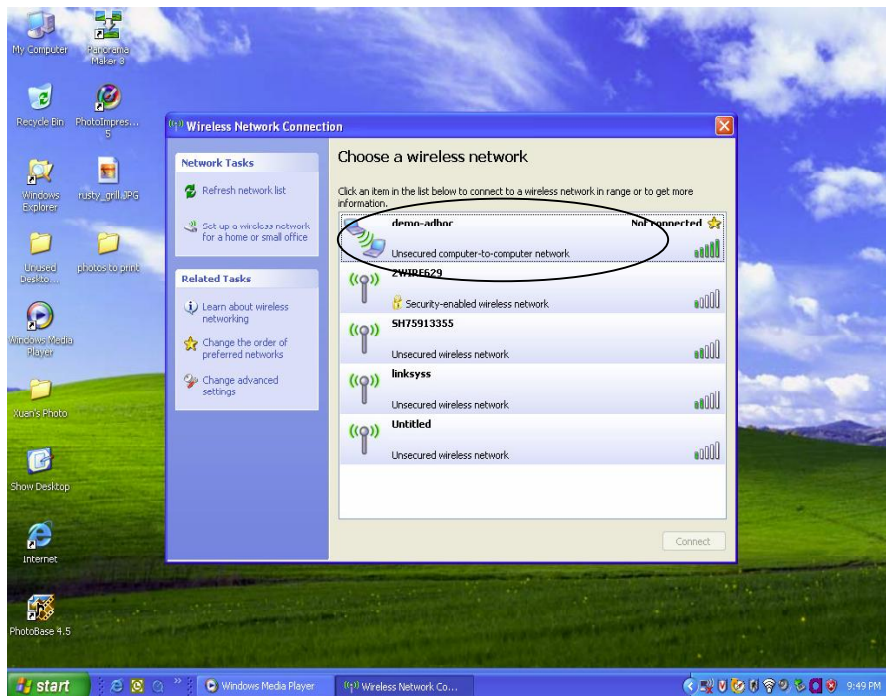 My Computer
Panorama
Maker 3
Recycle Bin
PhotoImpres...
5
Windows
Explorer
rusty_grill.JPG
Unused
Deskto...
photos to print
Windows Media
Player
Xuan's Photo
Show Desktop
Internet
PhotoBase 4.5
Wireless Network Connection
Network Tasks
Refresh network list
Set up a wireless network
for a home or small office
Related Tasks
Learn about wireless
networking
Change the order of
preferred networks
Change advanced
settings
Choose a wireless network
Click an item in the list below to connect to a wireless network in range or to get more
information.
demo-adhoc
Not connected
Unsecured computer-to-computer network
2WIRE629
Security-enabled wireless network
SH75913355
Unsecured wireless network
linksyss
Unsecured wireless network
Untitled
Unsecured wireless network
Connect
start
Windows Media Player
Wireless Network Co...
9:49 PM